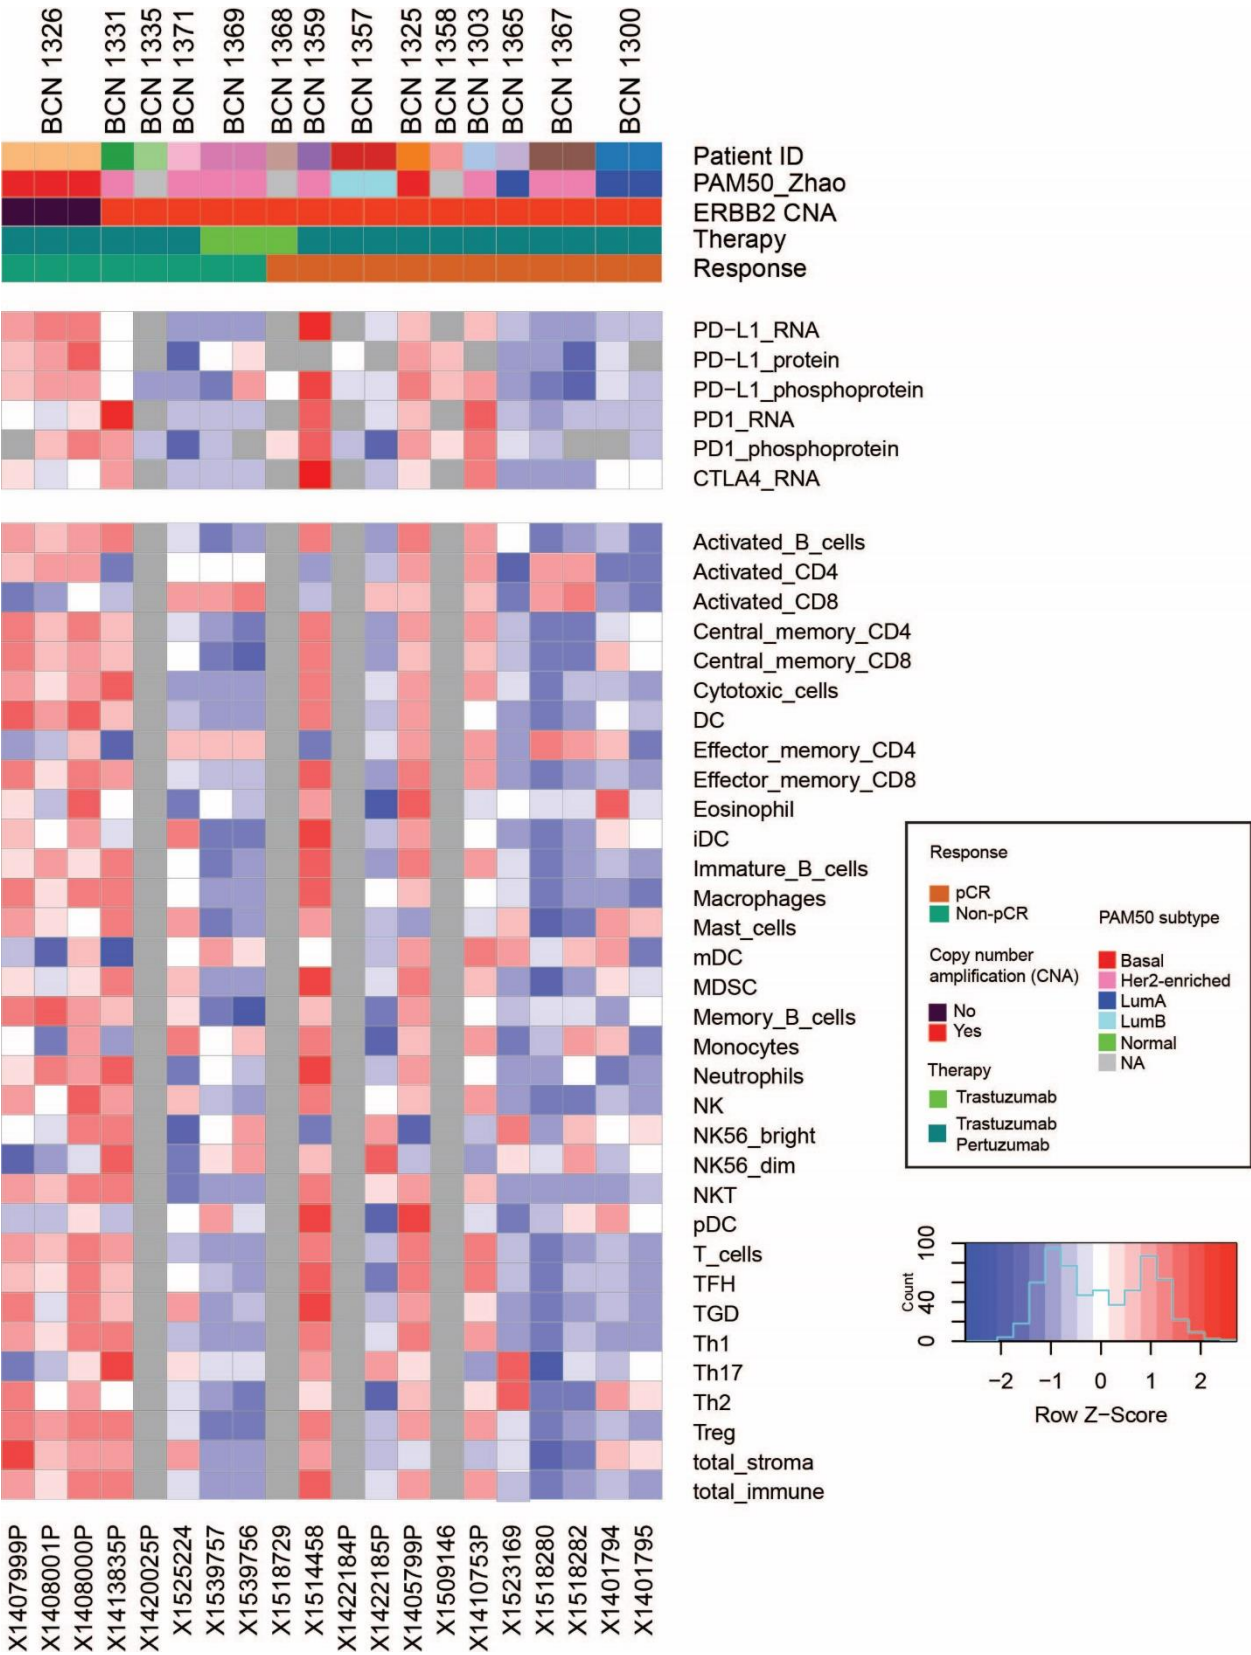 BCN 1326
BCN 1331
BCN 1335
BCN 1371
BCN 1369
BCN 1368
BCN 1359
BCN 1357
BCN 1325
BCN 1358
BCN 1303
BCN 1365
BCN 1367
BCN 1300
Patient ID
PAM50_Zhao
ERBB2 CNA
Therapy
Response
PD-L1_RNA
PD-L1_protein
PD-L1_phosphoprotein
PD1_RNA
PD1_phosphoprotein
CTLA4_RNA
Activated_B_cells
Activated_CD4
Activated_CD8
Central_memory_CD4
Central_memory_CD8
Cytotoxic_cells
DC
Effector_memory_CD4
Effector_memory_CD8
Eosinophil
iDC
Immature_B_cells
Macrophages
Mast_cells
mDC
MDSC
Memory_B_cells
Monocytes
Neutrophils
NK
NK56_bright
NK56_dim
NKT
pDC
T_cells
TFH
TGD
Th1
Th17
Th2
Treg
total_stroma
total_immune
X1407999P
X1408001P
X1408000P
X1413835P
X1420025P
X1525224
X1539757
X1539756
X1518729
X1514458
X1422184P
X1422185P
X1405799P
X1509146
X1410753P
X1523169
X1518280
X1518282
X1401794
X1401795
Response
pCR
Non-pCR
Copy number
amplification (CNA)
No
Yes
Therapy
Trastuzumab
Trastuzumab
Pertuzumab
PAM50 subtype
Basal
Her2-enriched
LumA
LumB
Normal
NA
Count
0 40 100
−2 −1 0 1 2
Row Z−Score